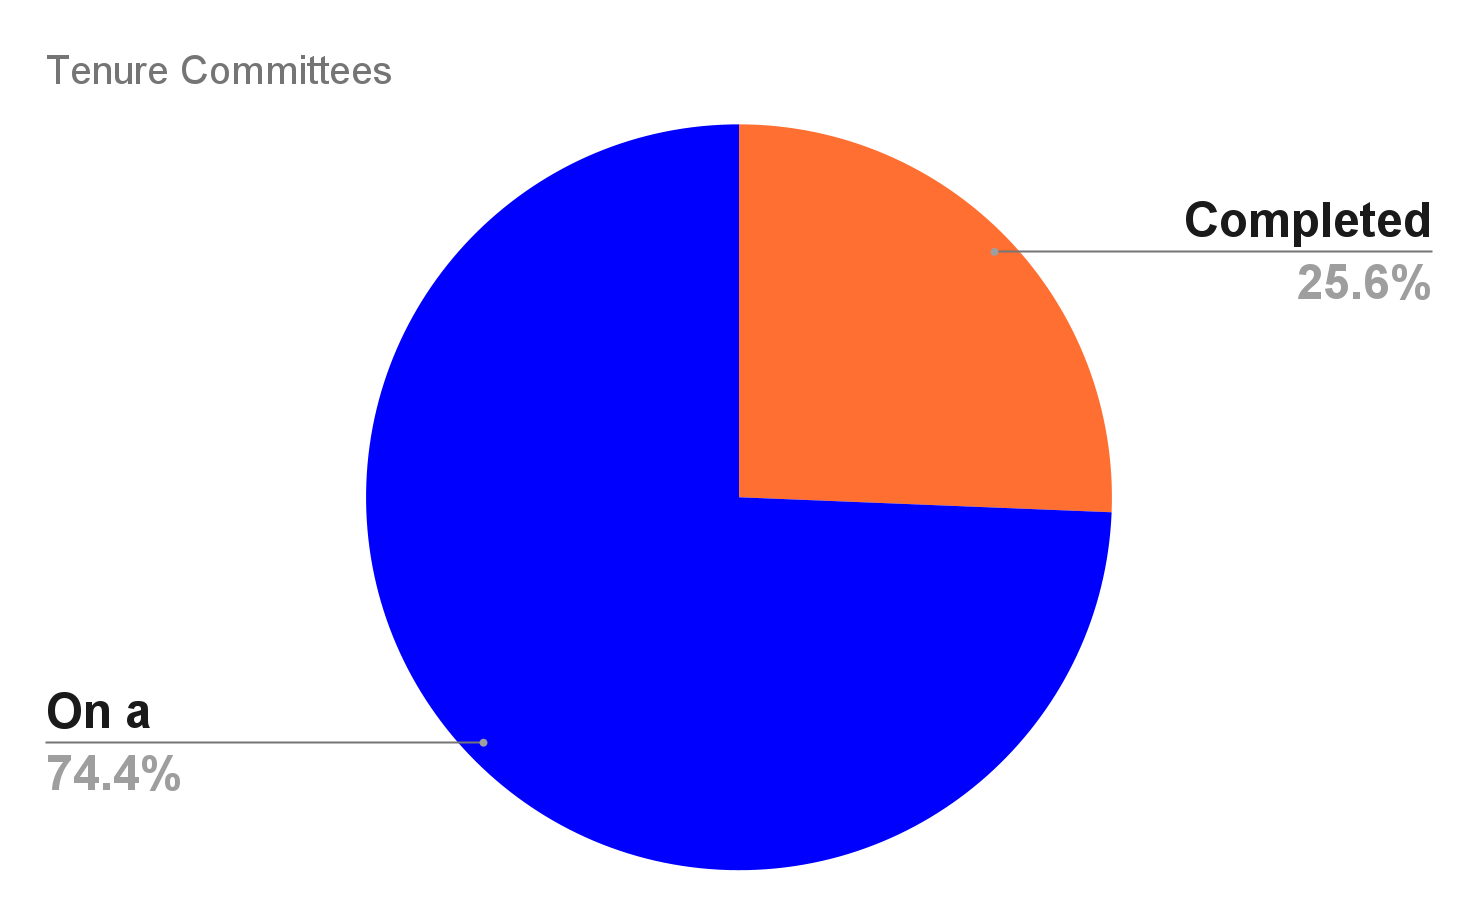 Tenure Committees
Completed
25.6%
On a
74.4%